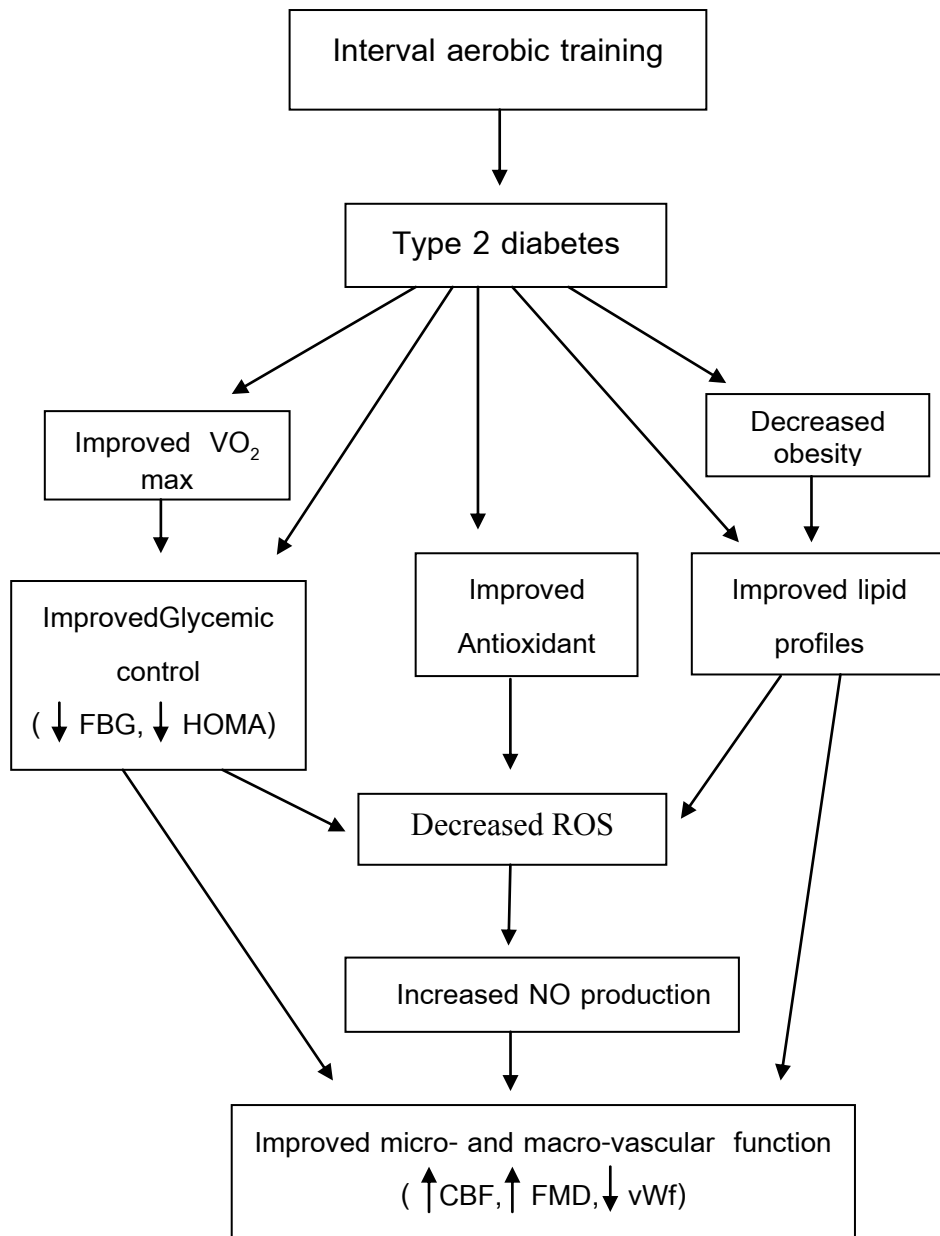 Interval aerobic training
Type 2 diabetes
Improved VO₂
max
Decreased
obesity
ImprovedGlycemic
control
( ↓ FBG, ↓ HOMA)
Improved
Antioxidant
Improved lipid
profiles
Decreased ROS
Increased NO production
Improved micro- and macro-vascular function
( ↑CBF,↑ FMD,↓ vWf)